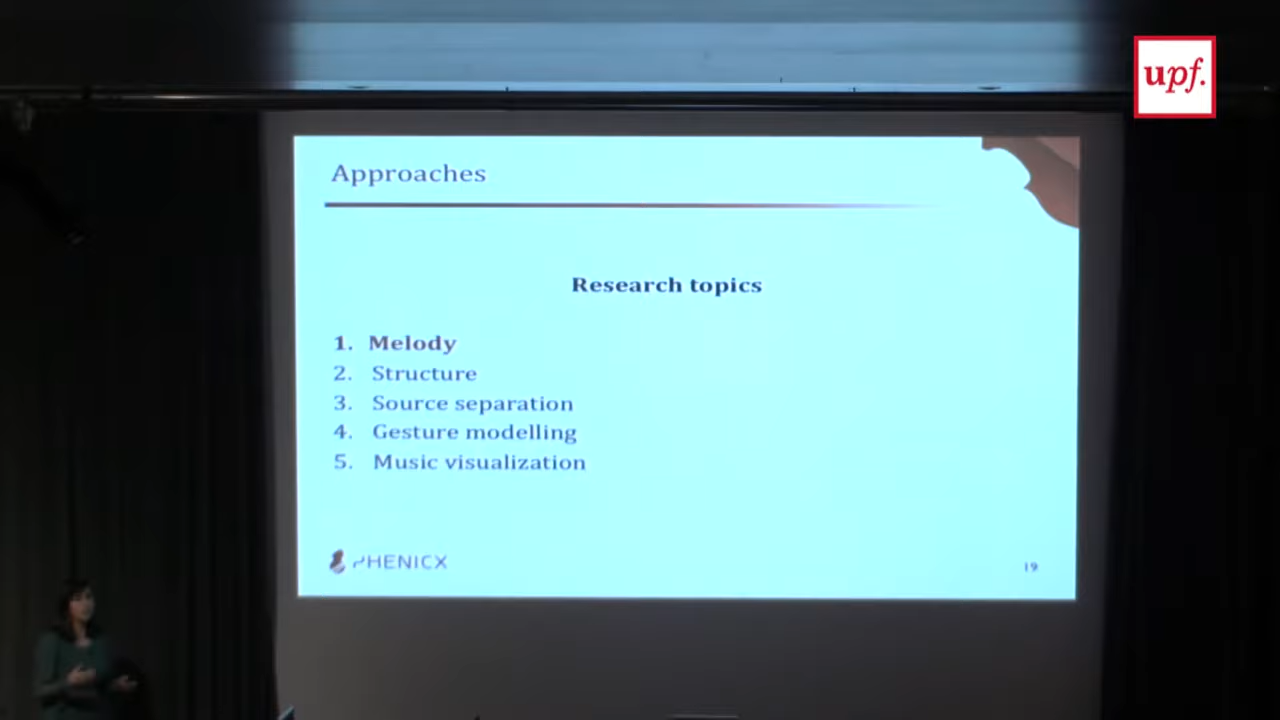 upf.
Approaches
Research topics
1. Melody
2. Structure
3. Source separation
4. Gesture modelling
5. Music visualization
PHENICX
19